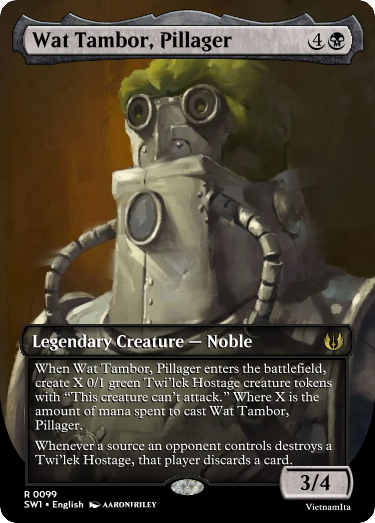 Wat Tambor, Pillager 4
Legendary Creature — Noble
When Wat Tambor, Pillager enters the battlefield,
create X 0/1 green Twi'lek Hostage creature tokens
with “This creature can't attack.” Where X is the
amount of mana spent to cast Wat Tambor,
Pillager.
Whenever a source an opponent controls destroys a
Twi'lek Hostage, that player discards a card.
3/4
R 0099
SW1 • English AARON RILEY
VietnamIta